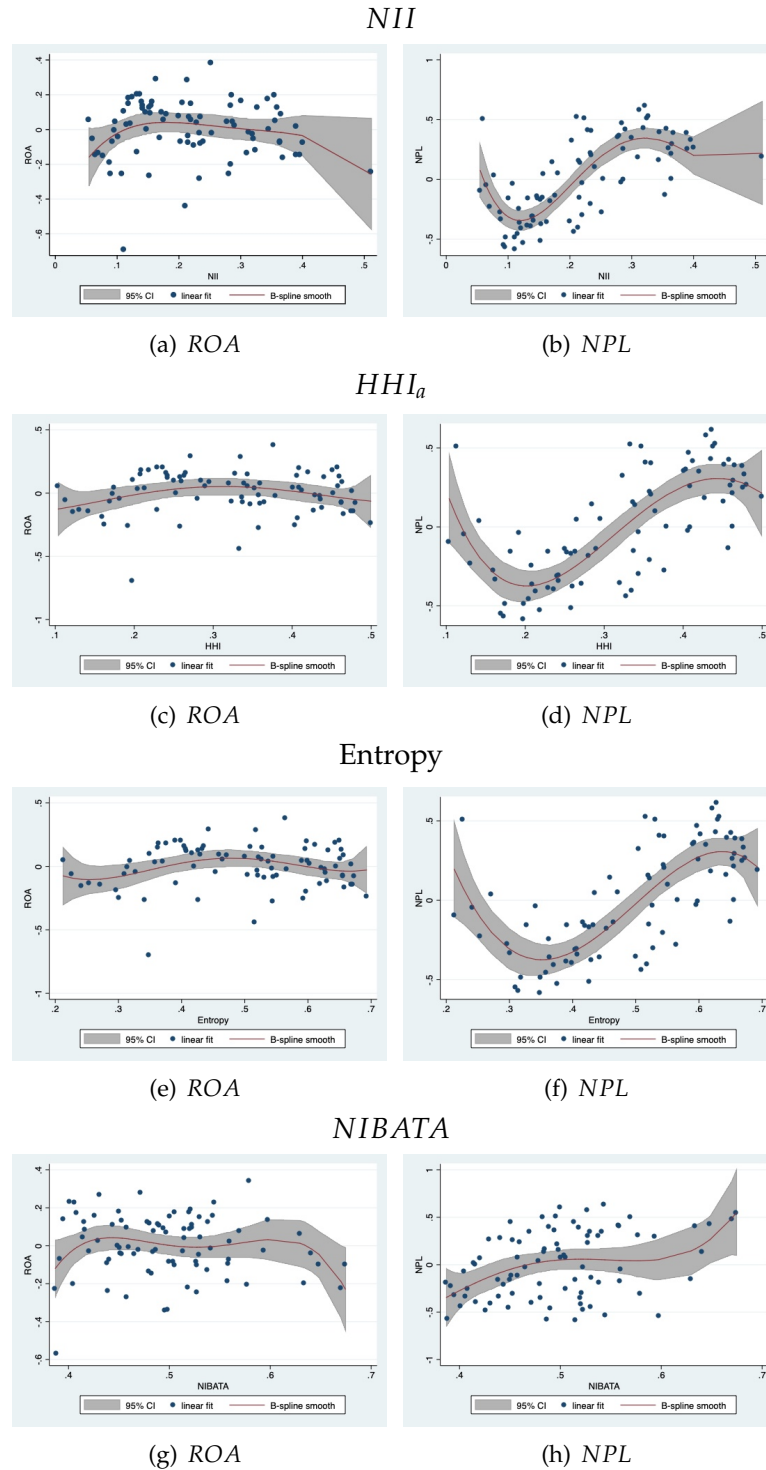 NII
ROA
.4
.2
0
-.2
-.4
-.6
0 .1 .2 .3 .4 .5
NII
95% CI linear fit B-spline smooth
NPL
1
.5
0
-.5
0 .1 .2 .3 .4 .5
NII
95% CI linear fit B-spline smooth
(a) ROA
(b) NPL
HHIa
ROA
.5
0
-.5
-1
.1 .2 .3 .4 .5
HHI
95% CI linear fit B-spline smooth
NPL
.5
0
-.5
.1 .2 .3 .4 .5
HHI
95% CI linear fit B-spline smooth
(c) ROA
(d) NPL
Entropy
ROA
.5
0
-.5
-1
.2 .3 .4 .5 .6 .7
Entropy
95% CI linear fit B-spline smooth
NPL
.5
0
-.5
.2 .3 .4 .5 .6 .7
Entropy
95% CI linear fit B-spline smooth
(e) ROA
(f) NPL
NIBATA
ROA
.4
.2
0
-.2
-.4
-.6
.4 .5 .6 .7
NIBATA
95% CI linear fit B-spline smooth
NPL
1
.5
0
-.5
-1
.4 .5 .6 .7
NIBATA
95% CI linear fit B-spline smooth
(g) ROA
(h) NPL